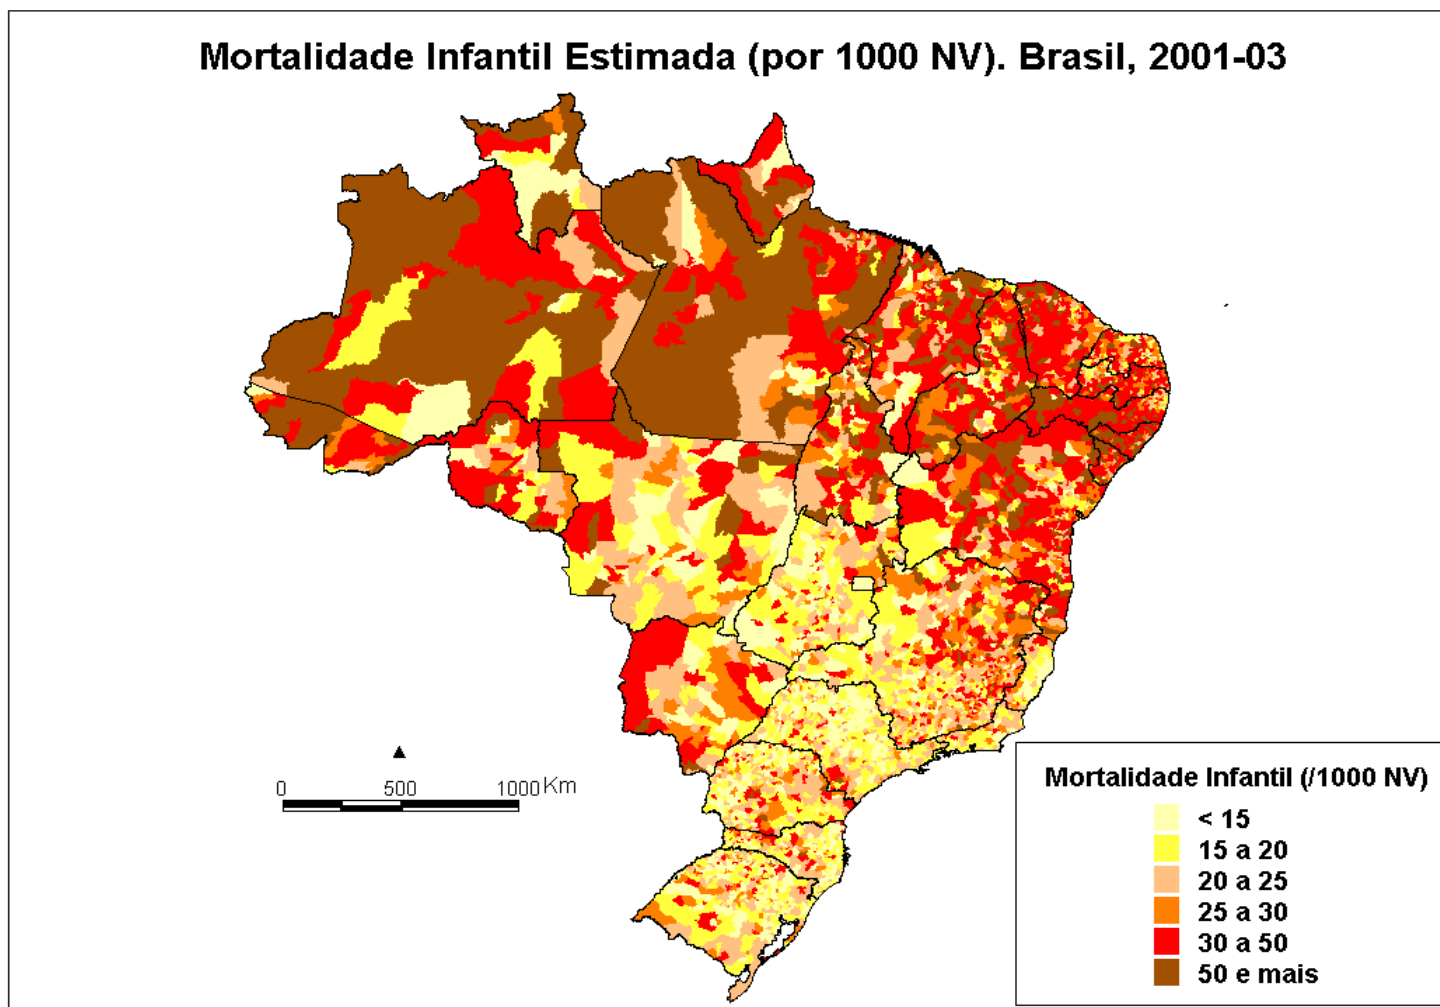 Mortalidade Infantil Estimada (por 1000 NV). Brasil, 2001-03
0 500 1000 Km
Mortalidade Infantil (/1000 NV)
< 15
15 a 20
20 a 25
25 a 30
30 a 50
50 e mais